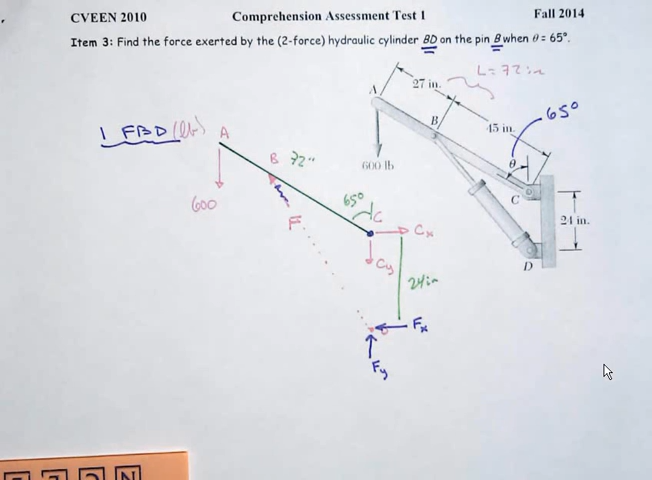 CVEEN 2010 Comprehension Assessment Test 1 Fall 2014
Item 3: Find the force exerted by the (2-force) hydraulic cylinder BD on the pin B when θ = 65°.
L = 72 in
A
27 in.
65°
B
45 in.
1 FBD (lb) A
600 lb
θ
B 72"
C
600
65°
24 in.
F
C
Cx
D
Cy
24 in
Fx
Fy